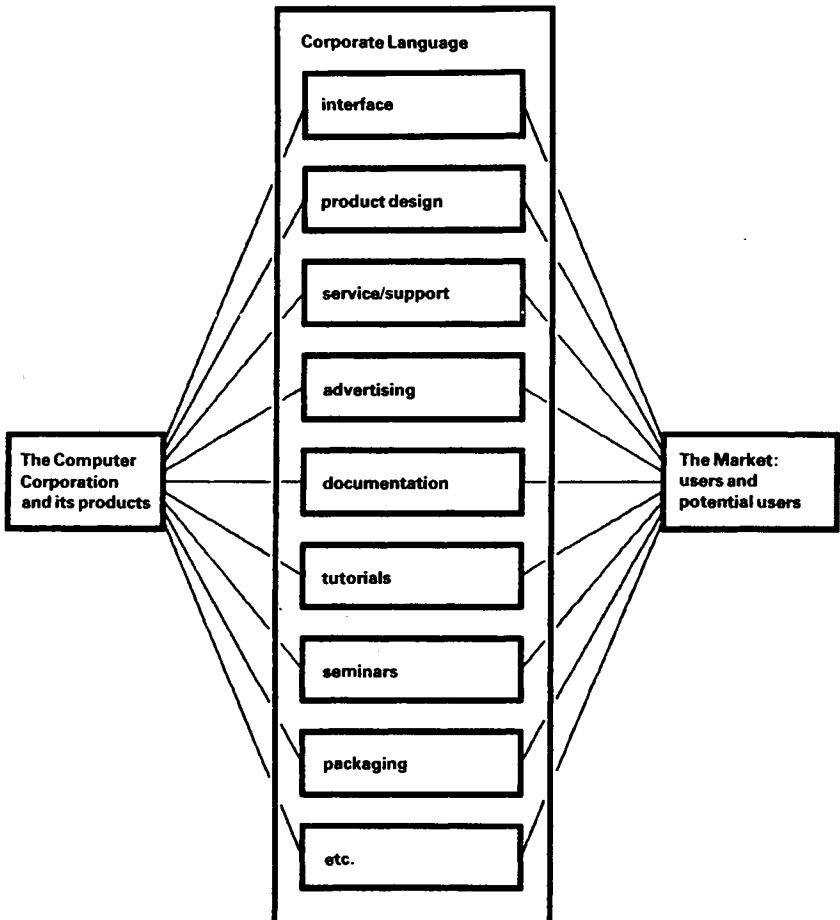 Corporate Language
interface
product design
service/support
advertising
The Computer
Corporation
and its products
documentation
The Market:
users and
potential users
tutorials
seminars
packaging
etc.